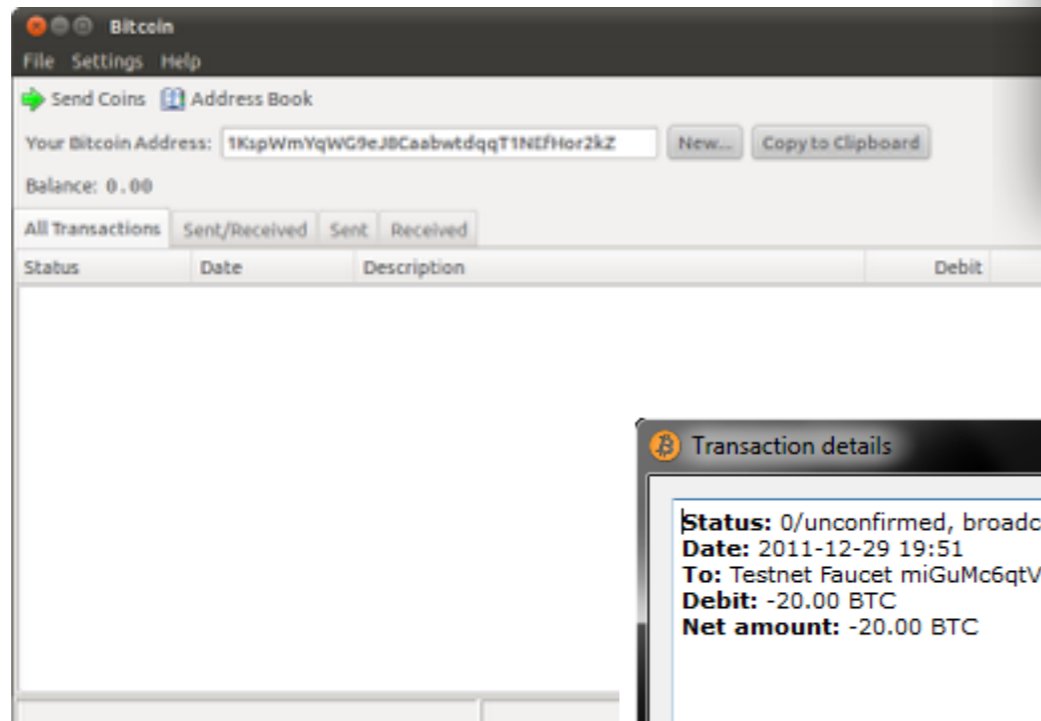 Bitcoin
File Settings Help
Send Coins Address Book
Your Bitcoin Address: 1KspWmYqWG9eJ8CaabwtdqqT1NEfHor2kZ New... Copy to Clipboard
Balance: 0.00
All Transactions Sent/Received Sent Received
Status Date Description Debit
Transaction details
Status: 0/unconfirmed, broadc
Date: 2011-12-29 19:51
To: Testnet Faucet miGuMc6qtV
Debit: -20.00 BTC
Net amount: -20.00 BTC